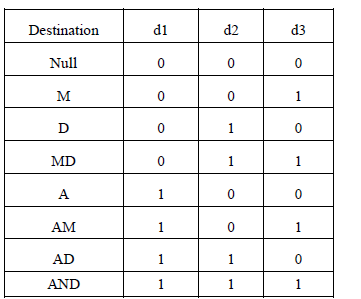 Destination d1 d2 d3
Null 0 0 0
M 0 0 1
D 0 1 0
MD 0 1 1
A 1 0 0
AM 1 0 1
AD 1 1 0
AND 1 1 1